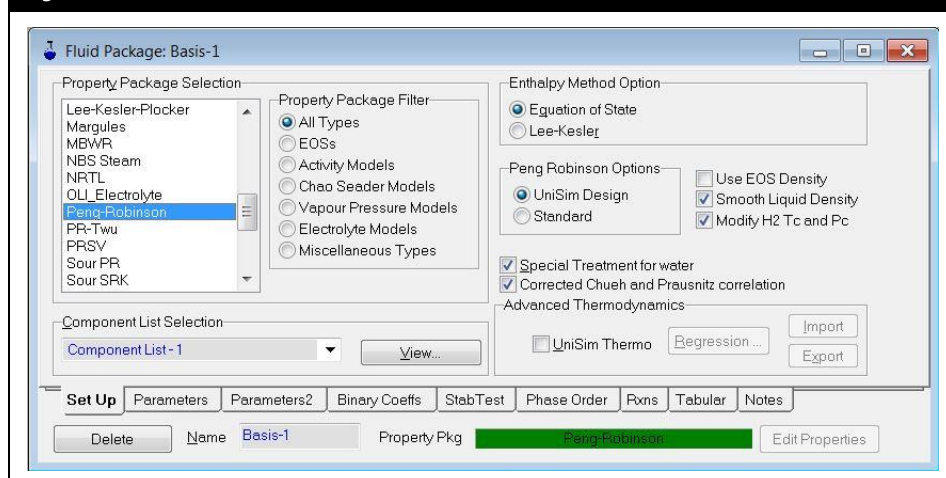 Fluid Package: Basis-1
Property Package Selection
Lee-Kesler-Plocker
Margules
MBWR
NBS Steam
NRTL
OLI_Electrolyte
Peng-Robinson
PR-Twu
PRSV
Sour PR
Sour SRK
Property Package Filter
All Types
EOSs
Activity Models
Chao Seader Models
Vapour Pressure Models
Electrolyte Models
Miscellaneous Types
Component List Selection
Component List - 1
View...
Enthalpy Method Option
Equation of State
Lee-Kesler
Peng Robinson Options
UniSim Design
Standard
Use EOS Density
Smooth Liquid Density
Modify H2 Tc and Pc
Special Treatment for water
Corrected Chueh and Prausnitz correlation
Advanced Thermodynamics
UniSim Thermo
Regression ...
Import
Export
Set Up Parameters Parameters2 Binary Coeffs StabTest Phase Order Rxns Tabular Notes
Delete Name Basis-1 Property Pkg Peng-Robinson Edit Properties